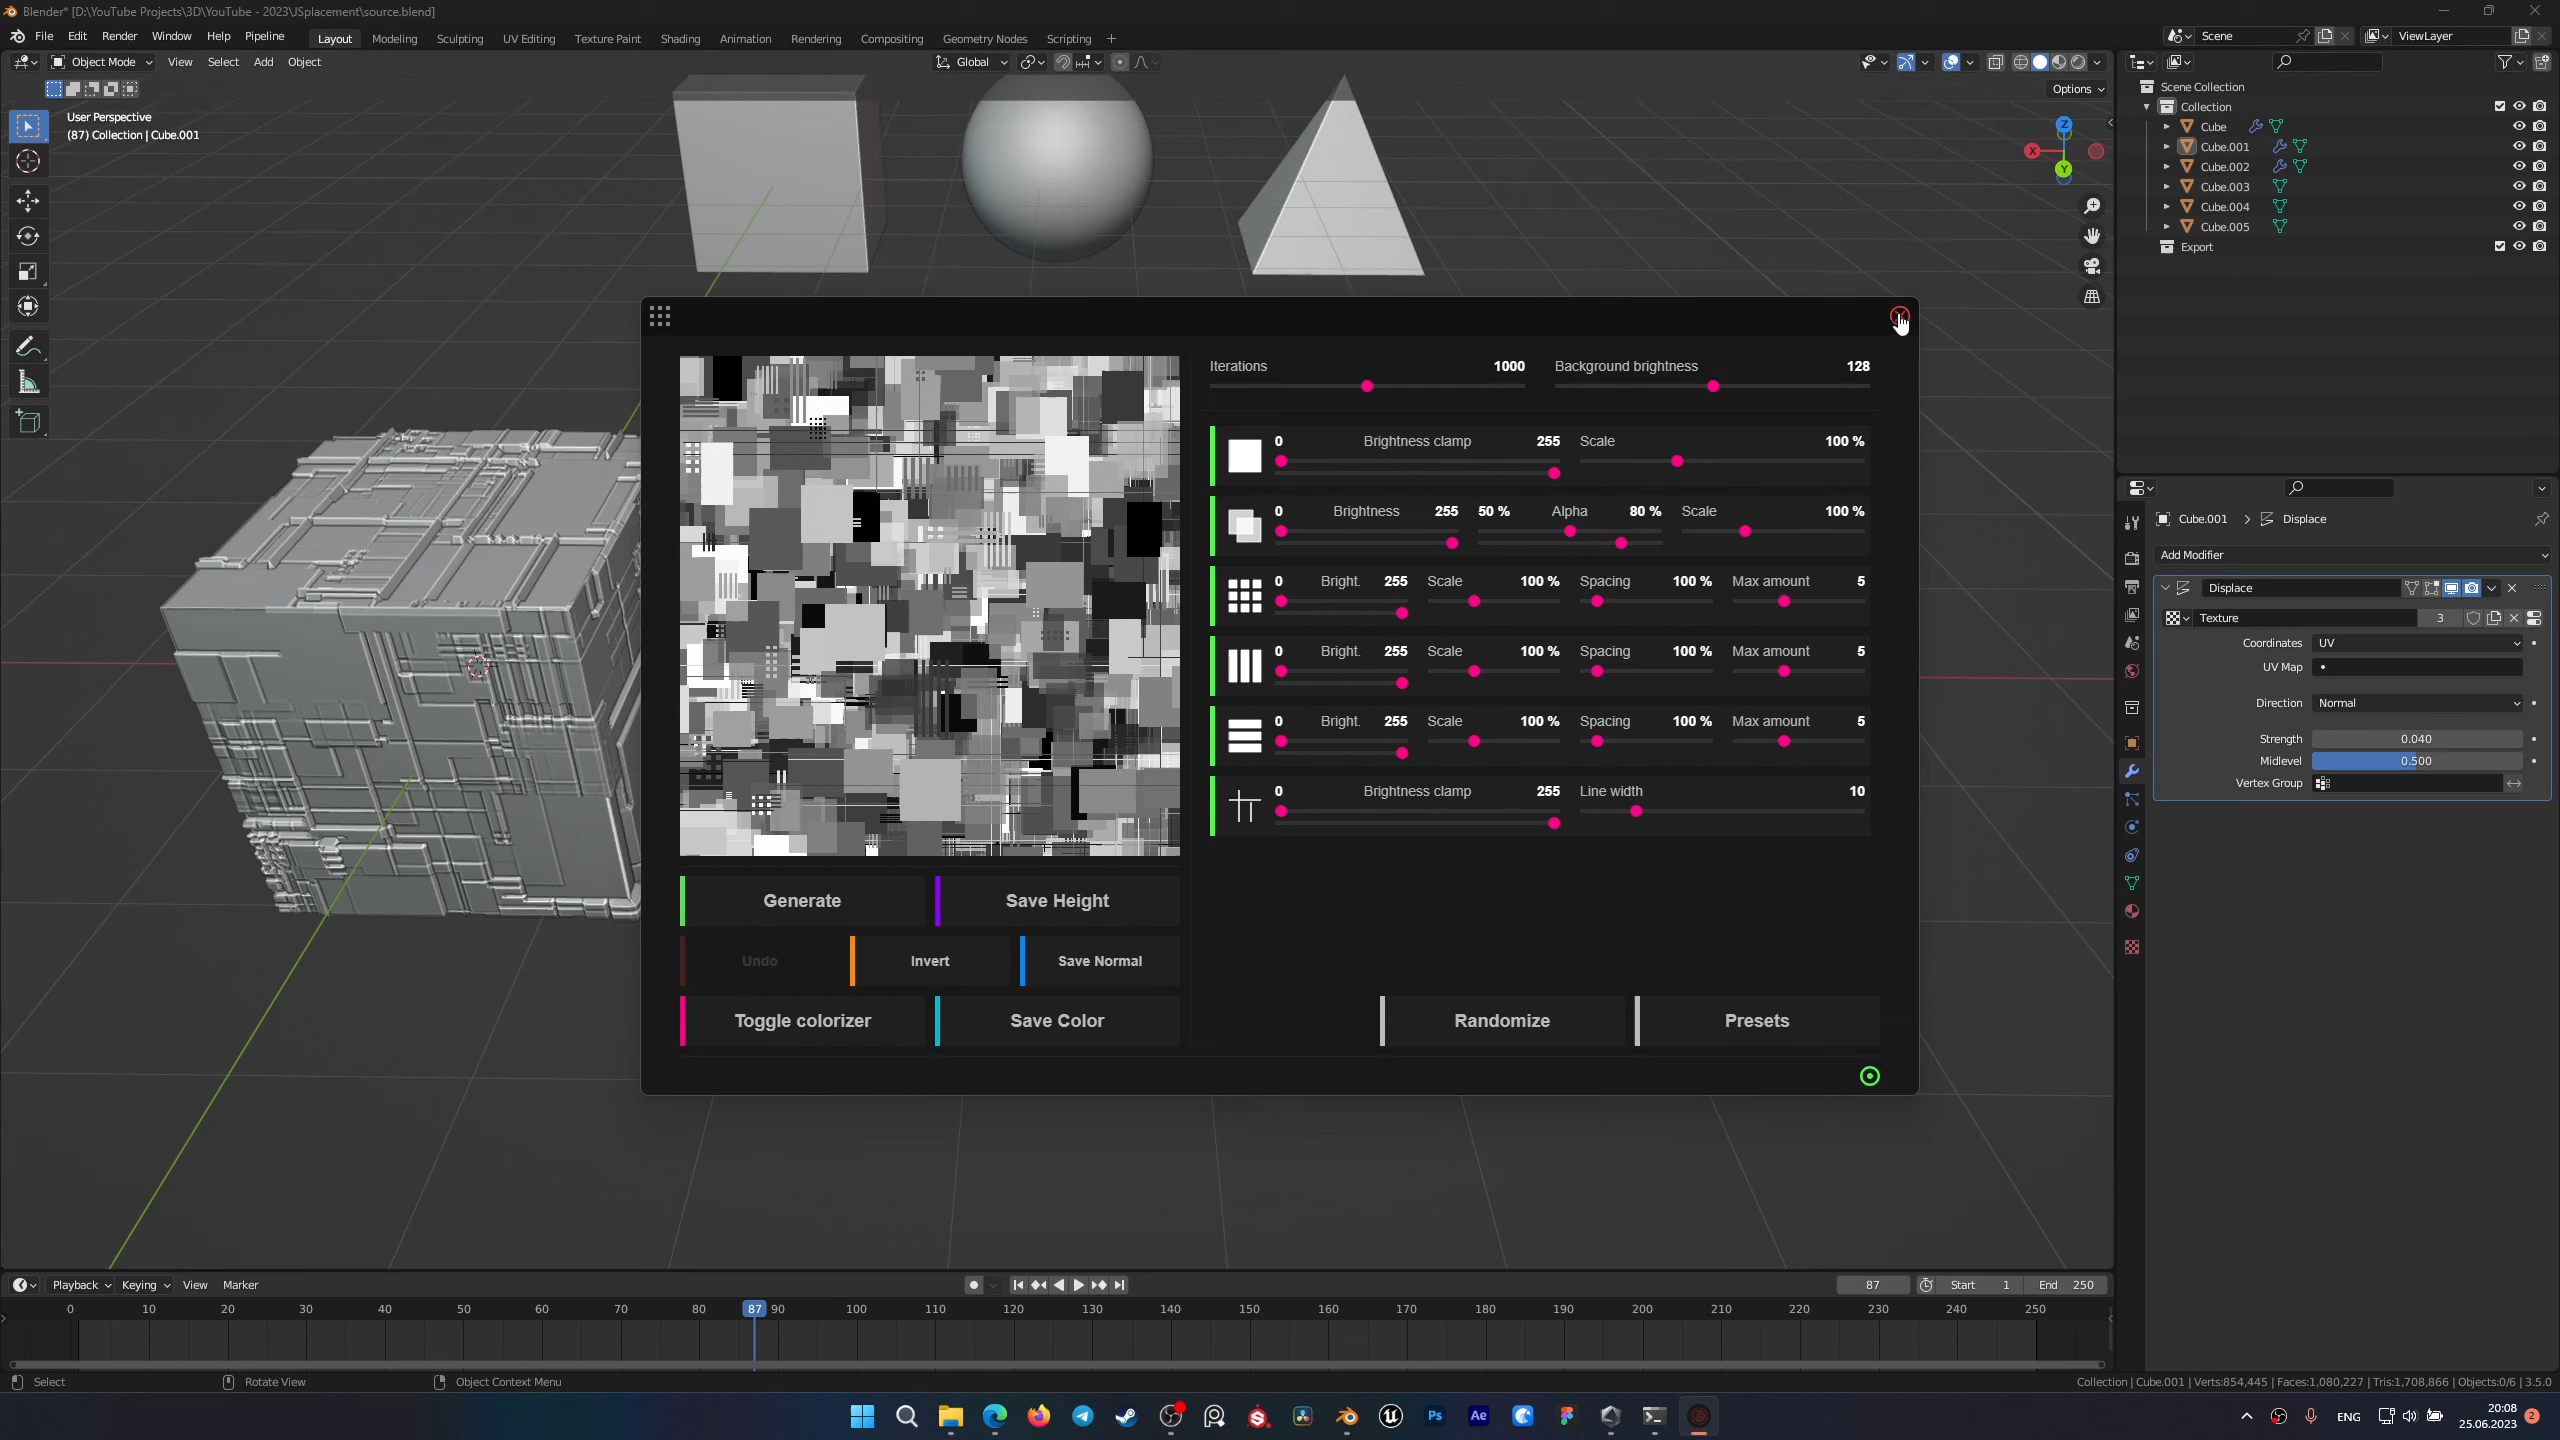 Blender* [D:\YouTube Projects\3D\YouTube - 2023\JSplacement\source.blend]
File Edit Render Window Help Pipeline
Layout Modeling Sculpting UV Editing Texture Paint Shading Animation Rendering Compositing Geometry Nodes Scripting +
Scene
ViewLayer
Object Mode View Select Add Object
Global
Options
User Perspective
(87) Collection | Cube.001
Z
X
Y
Scene Collection
Collection
Cube
Cube.001
Cube.002
Cube.003
Cube.004
Cube.005
Export
Iterations 1000
Background brightness 128
0 Brightness clamp 255 Scale 100 %
0 Brightness 255 50 % Alpha 80 % Scale 100 %
0 Bright. 255 Scale 100 % Spacing 100 % Max amount 5
0 Bright. 255 Scale 100 % Spacing 100 % Max amount 5
0 Bright. 255 Scale 100 % Spacing 100 % Max amount 5
0 Brightness clamp 255 Line width 10
Generate
Save Height
Undo
Invert
Save Normal
Toggle colorizer
Save Color
Randomize
Presets
Cube.001 > Displace
Add Modifier
Displace
Texture 3
Coordinates UV
UV Map
Direction Normal
Strength 0.040
Midlevel 0.500
Vertex Group
Playback Keying View Marker
87 Start 1 End 250
0 10 20 30 40 50 60 70 80 87 90 100 110 120 130 140 150 160 170 180 190 200 210 220 230 240 250
Select Rotate View Object Context Menu
Collection | Cube.001 | Verts:854,445 | Faces:1,080,227 | Tris:1,708,866 | Objects:0/6 | 3.5.0
Ps
Ae
ENG
20:08
25.06.2023
2